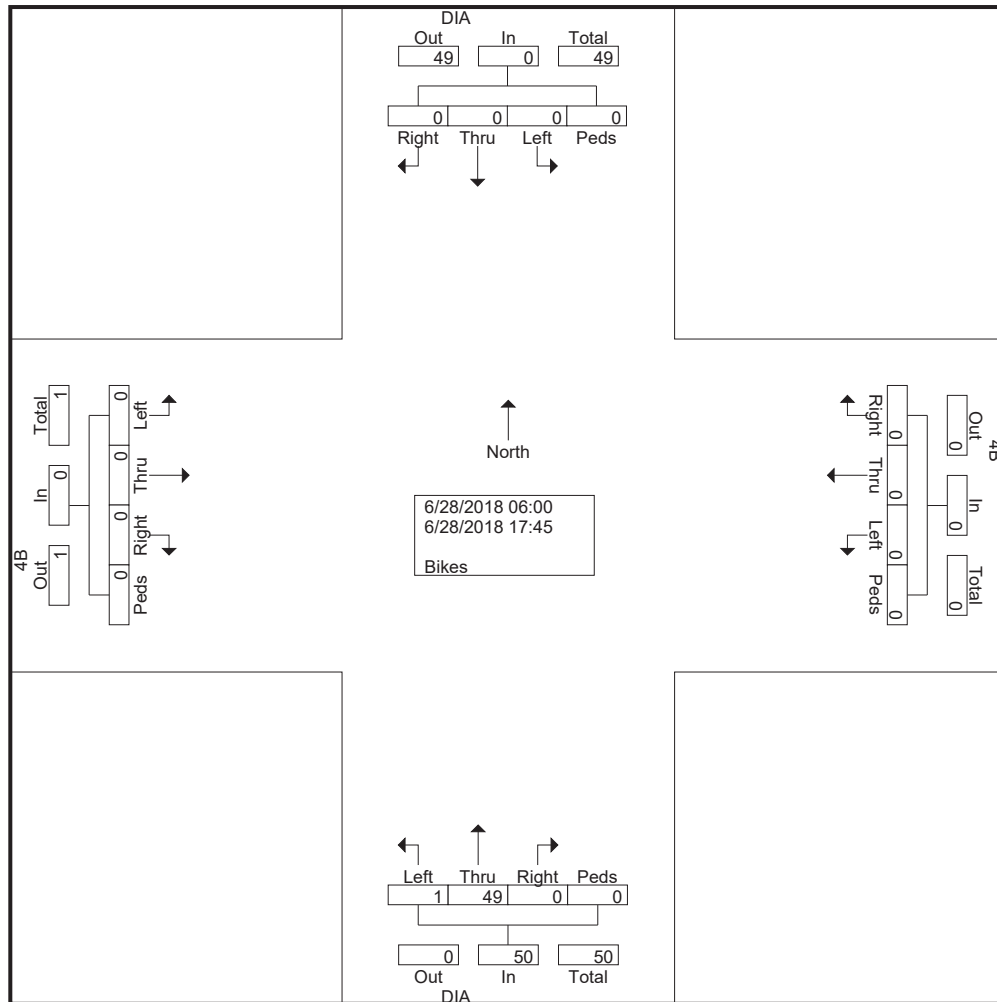 DIA
Out In Total
49 0 49
0 0 0 0
Right Thru Left Peds
Left Thru Right Peds
0 0 0 0
Total In Out
1 0 1
4B
North
6/28/2018 06:00
6/28/2018 17:45
Bikes
Right Thru Left Peds
0 0 0 0
Out In Total
0 0 0
4B
Left Thru Right Peds
1 49 0 0
0 50 50
Out In Total
DIA